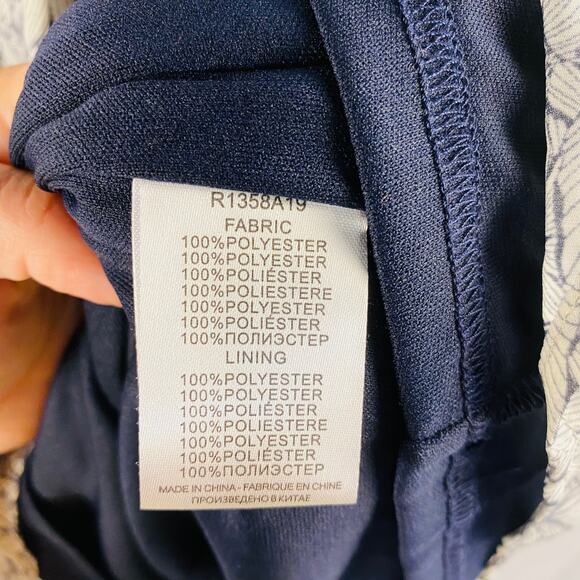 R1358A19
FABRIC
100%POLYESTER
100%POLYESTER
100%POLIÉSTER
100%POLIESTERE
100%POLYESTER
100%POLIÉSTER
100%ПОЛИЭСТЕР
LINING
100%POLYESTER
100%POLYESTER
100%POLIÉSTER
100%POLIESTERE
100%POLYESTER
100%POLIÉSTER
100%ПОЛИЭСТЕР
MADE IN CHINA - FABRIQUE EN CHINE
ПРОИЗВЕДЕНО В КИТАЕ